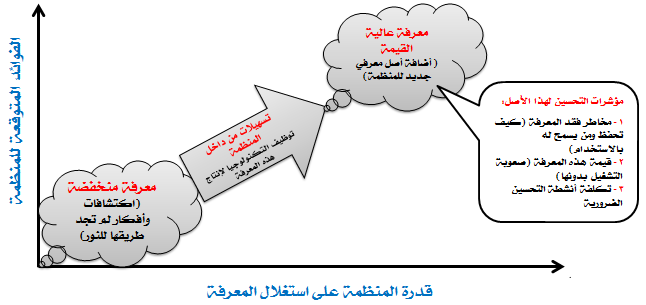 معرفة عالية
القيمة
(اضافة أصل معرفي
جديد للمنظمة)
مؤشرات التحسين لهذا الأصل:
١- مخاطر فقد المعرفة (كيف
تحفظ ومن يسمح له
بالاستخدام)
٢- قيمة هذه المعرفة (صعوبة
التشغيل بدونها)
٣- تكلفة أنشطة التحسين
الضرورية
تسهيلات من داخل
المنظمة
توظيف التكنولوجيا لإنتاج
هذه المعرفة
معرفة منخفضة
(اكتشافات
وأفكار لم تجد
طريقها للنور)
الفوائد المتوقعة للمنظمة
قدرة المنظمة على استغلال المعرفة